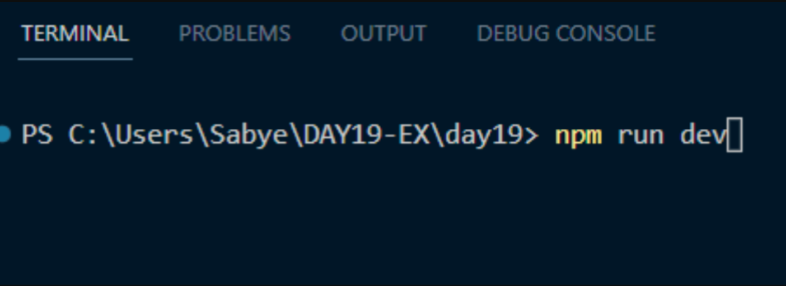 TERMINAL PROBLEMS OUTPUT DEBUG CONSOLE
PS C:\Users\Sabye\DAY19-EX\day19> npm run dev